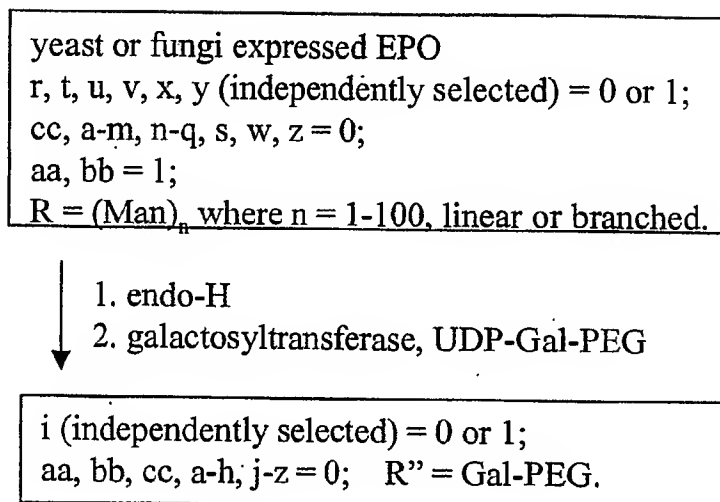 yeast or fungi expressed EPO
r, t, u, v, x, y (independently selected) = 0 or 1;
cc, a-m, n-q, s, w, z = 0;
aa, bb = 1;
R = (Man)n where n = 1-100, linear or branched.
1. endo-H
2. galactosyltransferase, UDP-Gal-PEG
i (independently selected) = 0 or 1;
aa, bb, cc, a-h, j-z = 0; R” = Gal-PEG.